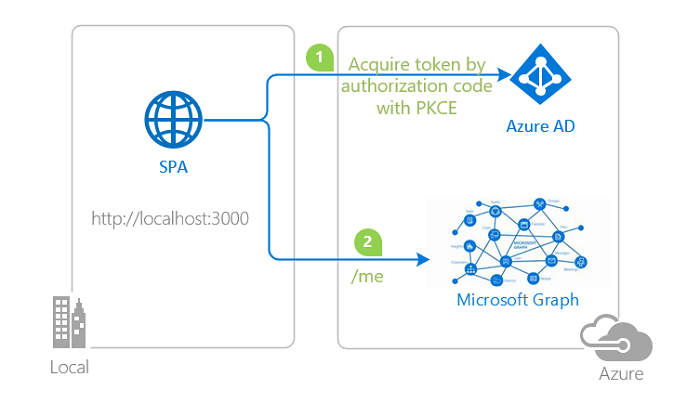 1
Acquire token by
authorization code
with PKCE
Azure AD
SPA
http://localhost:3000
2
/me
MICROSOFT
GRAPH
Microsoft Graph
Local
Azure